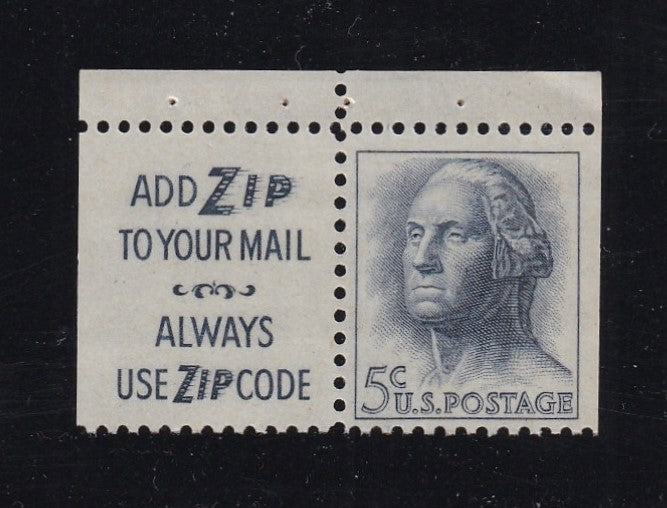 ADD ZIP
TO YOUR MAIL
ALWAYS
USE ZIP CODE
5c
U.S. POSTAGE